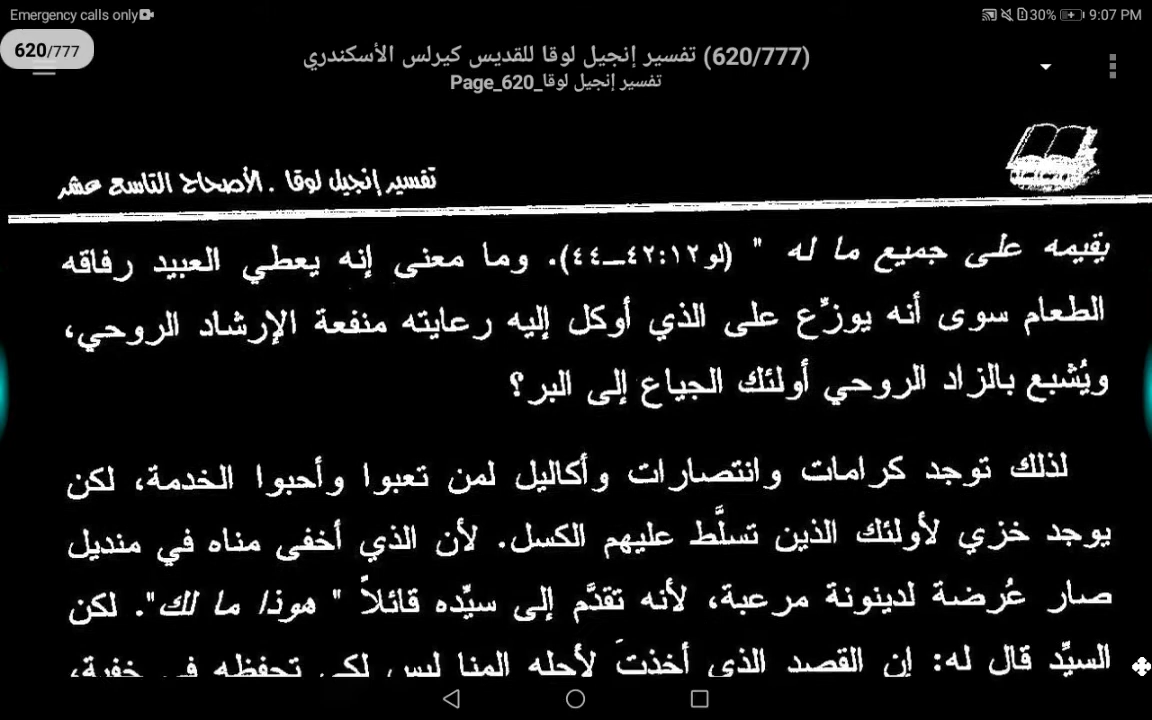 Emergency calls only
30% 9:07 PM
620/777
(620/777) تفسير إنجيل لوقا للقديس كيرلس الأسكندري
تفسير إنجيل لوقا_Page_620
تفسير إنجيل لوقا . الأصحاح التاسع عشر
يقيمه على جميع ما له " (لو١٢:٤٢ــ٤٤). وما معنى إنه يعطي العبيد رفاقه
الطعام سوى أنه يوزِّع على الذي أوكل إليه رعايته منفعة الإرشاد الروحي،
ويُشبع بالزاد الروحي أولئك الجياع إلى البر؟
لذلك توجد كرامات وانتصارات وأكاليل لمن تعبوا وأحبوا الخدمة، لكن
يوجد خزي لأولئك الذين تسلَّط عليهم الكسل. لأن الذي أخفى مناه في منديل
صار عُرضة لدينونة مرعبة، لأنه تقدَّم إلى سيِّده قائلاً " هوذا ما لك". لكن
السيِّد قال له: إن القصد الذي أخذتَ لأجله المنا ليس لكي تحفظه في خفية،